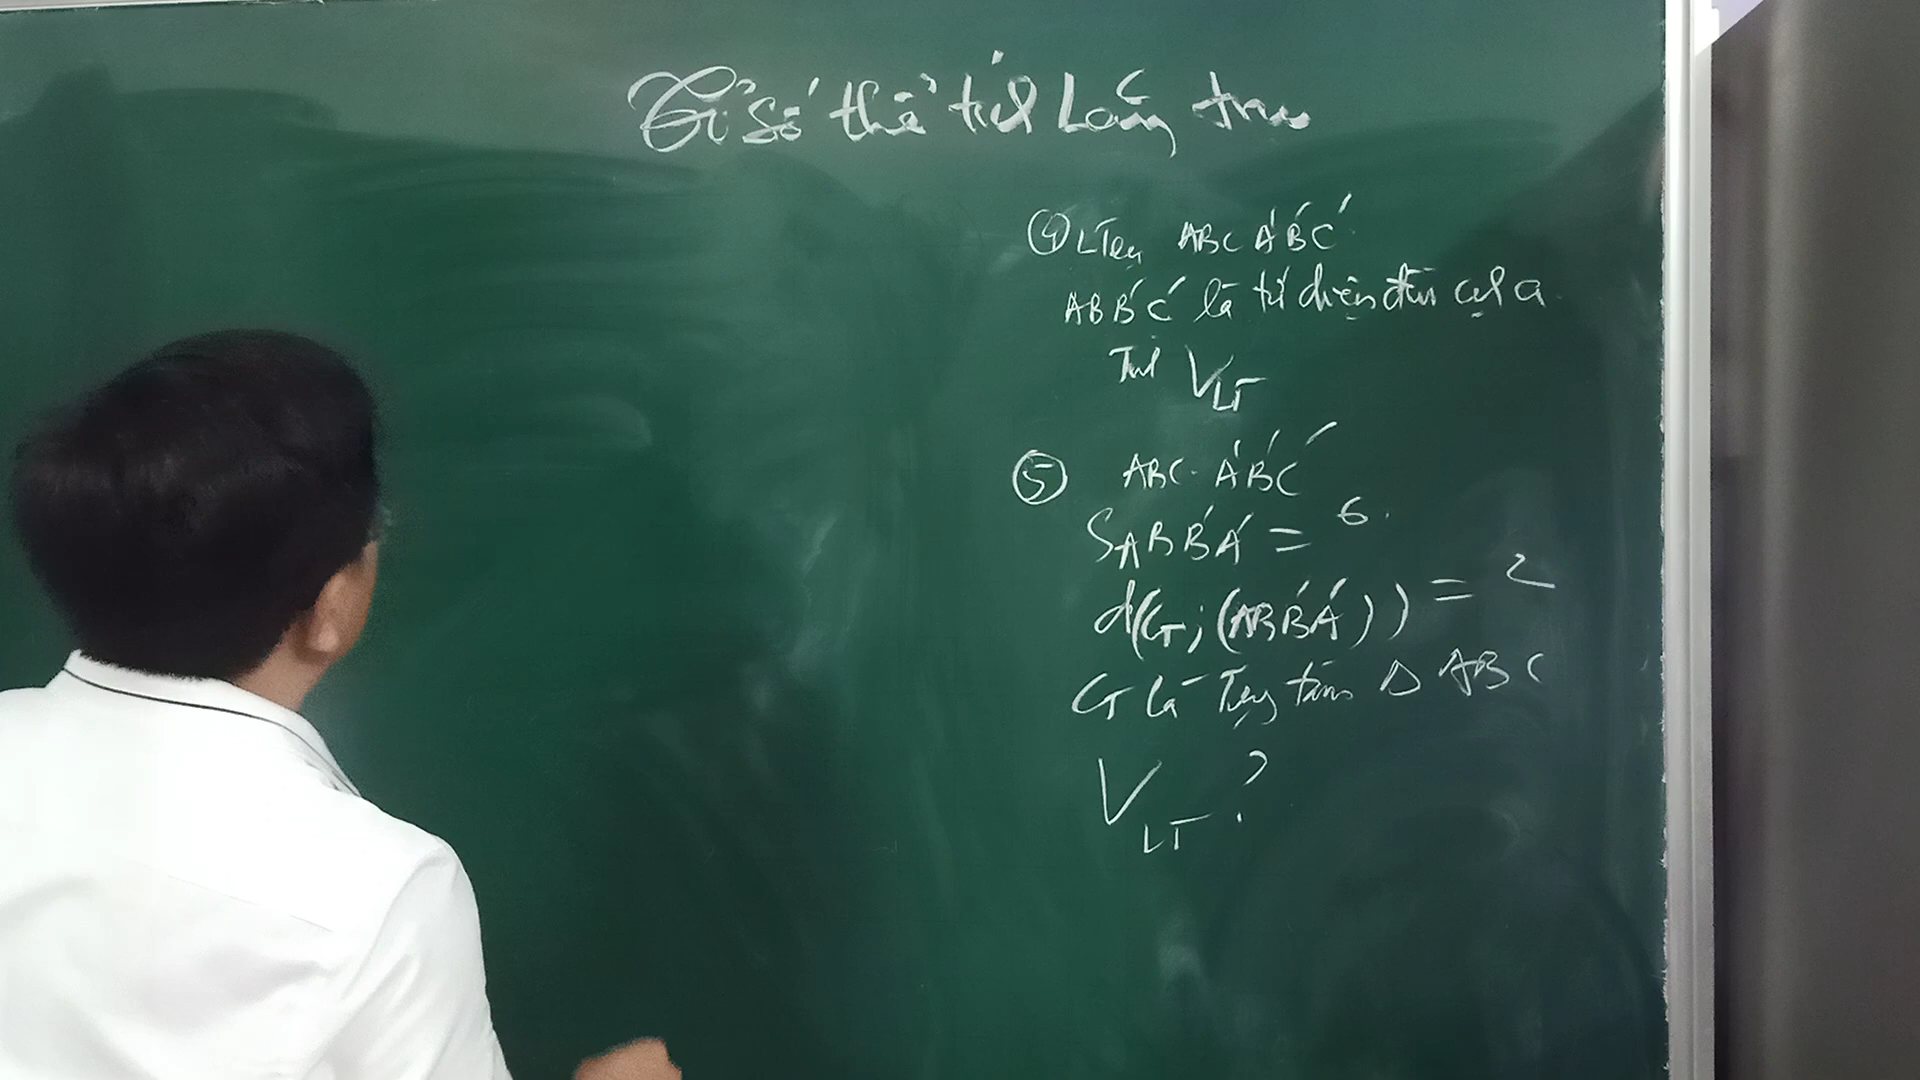 Tỉ số thể tích Lăng trụ
④ LTrụ ABC A'B'C'
ABB'C' là tứ diện đều cạnh a.
Tính V_LT
⑤ ABC. A'B'C'
S_ABB'A' = 6.
d(G; (ABB'A')) = 2
G là Trọng tâm Δ ABC
V_LT ?